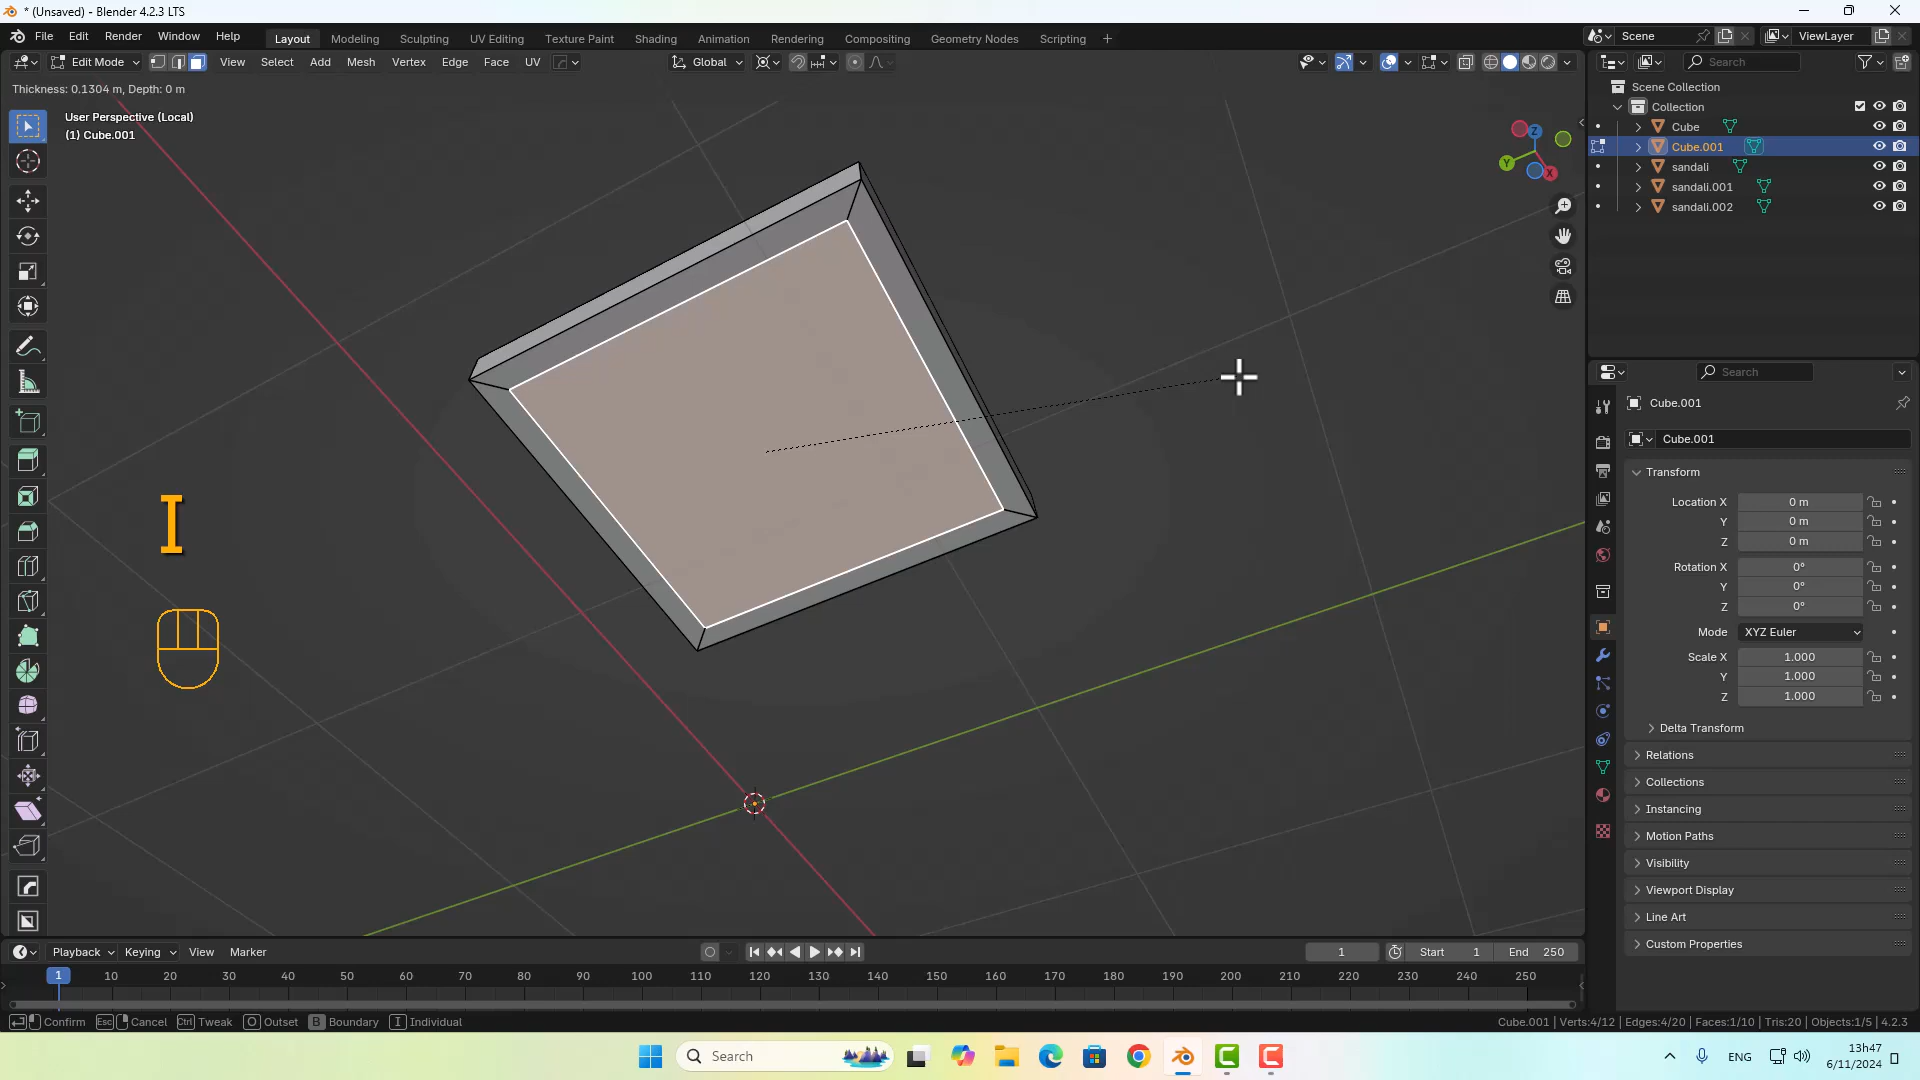 * (Unsaved) - Blender 4.2.3 LTS
File Edit Render Window Help
Layout Modeling Sculpting UV Editing Texture Paint Shading Animation Rendering Compositing Geometry Nodes Scripting +
Scene ViewLayer
Edit Mode View Select Add Mesh Vertex Edge Face UV Global
Search
Thickness: 0.1304 m, Depth: 0 m
User Perspective (Local)
(1) Cube.001
Z
Y
X
I
Scene Collection
Collection
Cube
Cube.001
sandali
sandali.001
sandali.002
Search
Cube.001
Cube.001
Transform
Location X 0 m
Y 0 m
Z 0 m
Rotation X 0°
Y 0°
Z 0°
Mode XYZ Euler
Scale X 1.000
Y 1.000
Z 1.000
Delta Transform
Relations
Collections
Instancing
Motion Paths
Visibility
Viewport Display
Line Art
Custom Properties
Playback Keying View Marker
1 Start 1 End 250
1 10 20 30 40 50 60 70 80 90 100 110 120 130 140 150 160 170 180 190 200 210 220 230 240 250
Confirm Esc Cancel Ctrl Tweak O Outset B Boundary I Individual
Cube.001 | Verts:4/12 | Edges:4/20 | Faces:1/10 | Tris:20 | Objects:1/5 | 4.2.3
Search
ENG
13h47
6/11/2024